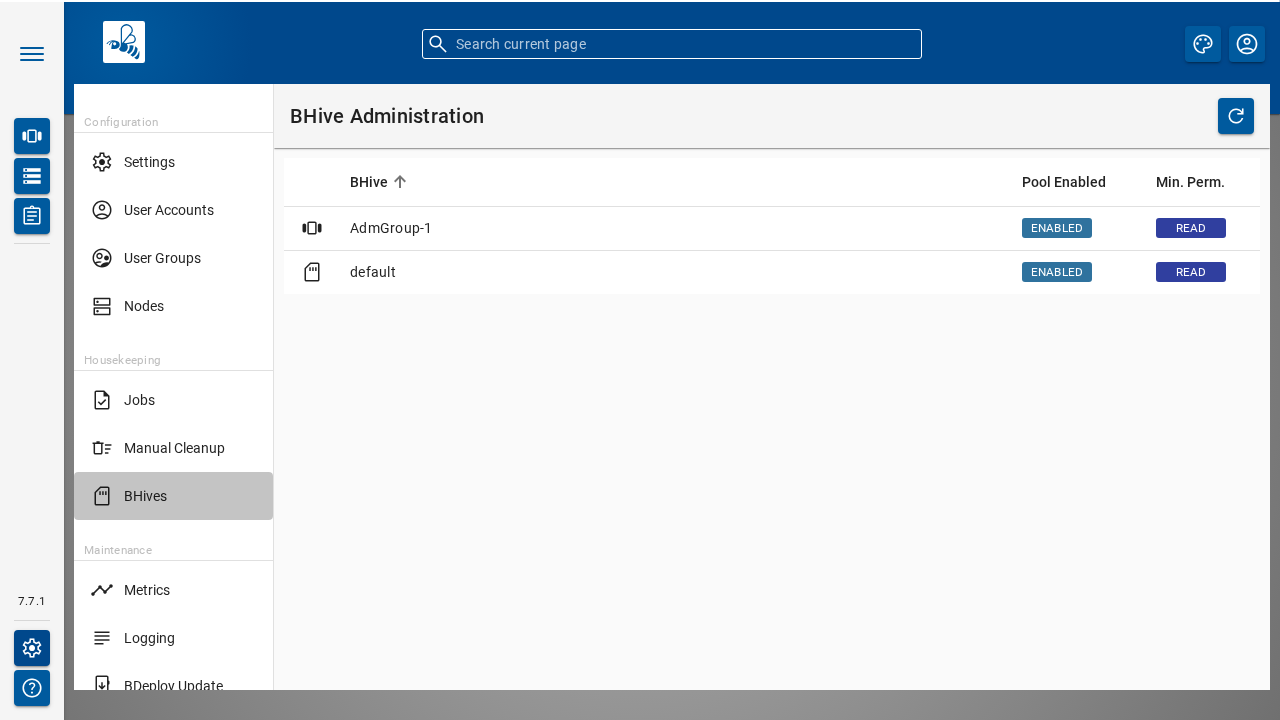 Search current page
Configuration
Settings
User Accounts
User Groups
Nodes
Housekeeping
Jobs
Manual Cleanup
BHives
Maintenance
Metrics
Logging
BDeploy Update
7.7.1
BHive Administration
BHive Pool Enabled Min. Perm.
AdmGroup-1 ENABLED READ
default ENABLED READ